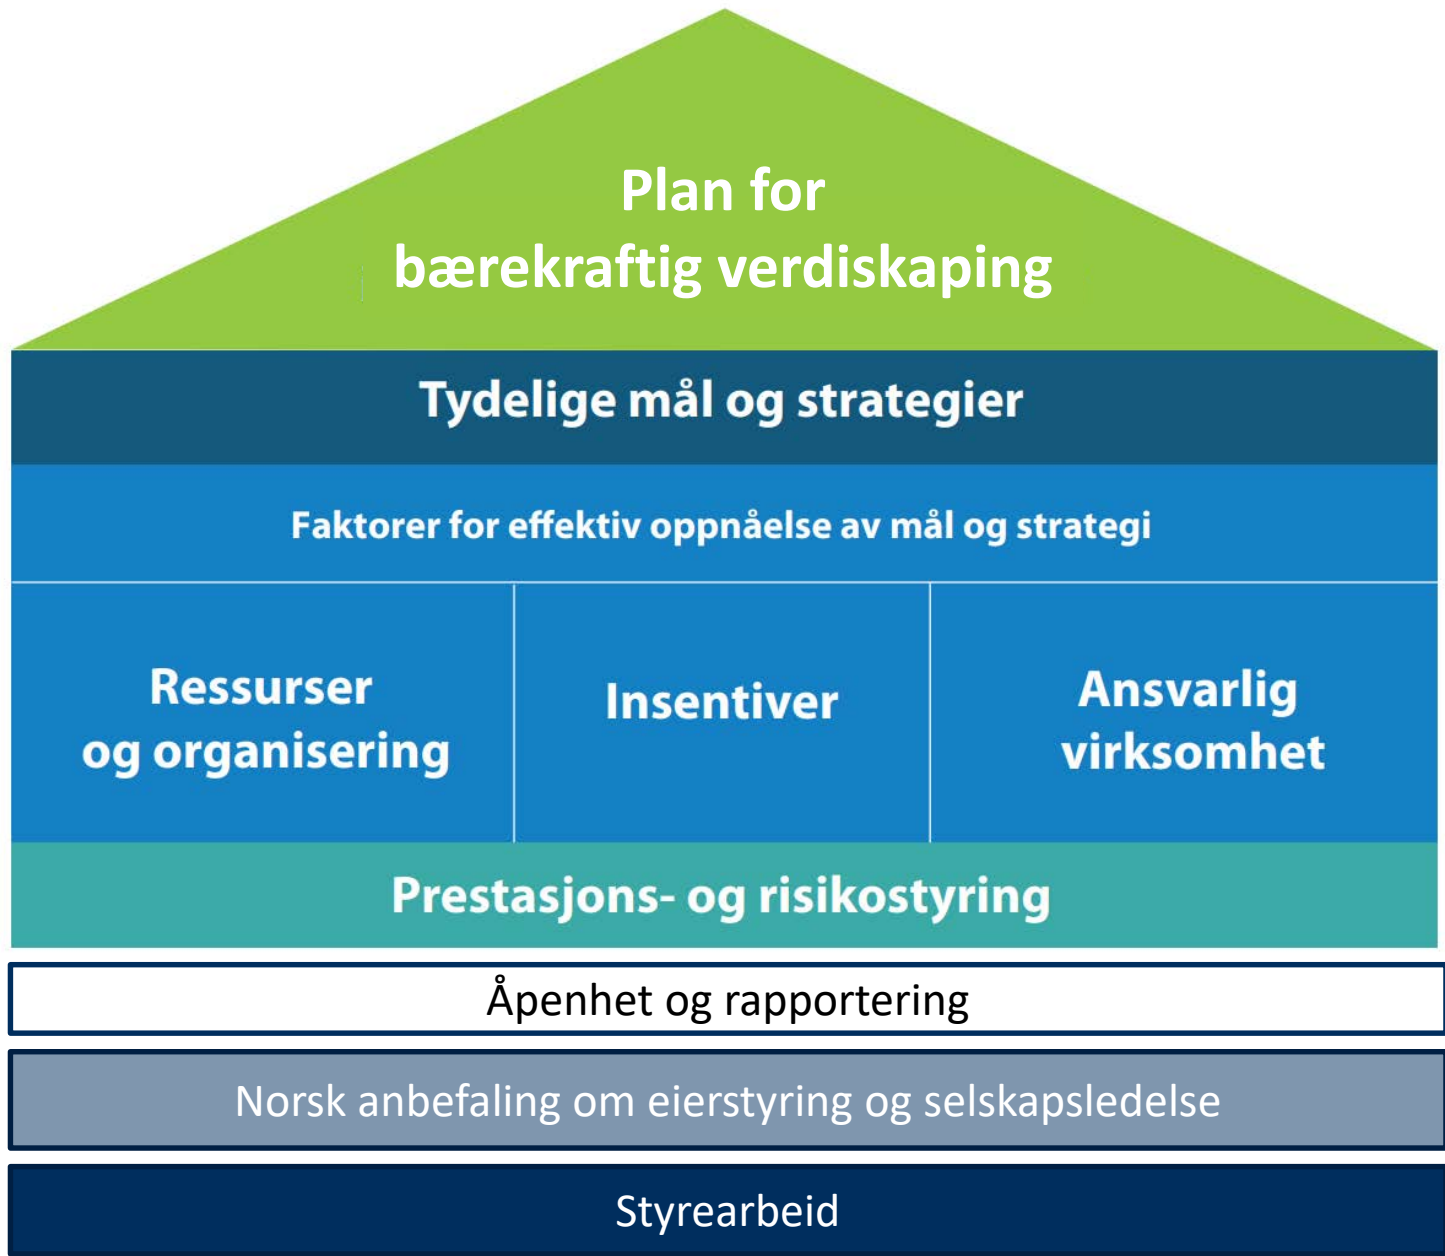 Plan for
bærekraftig verdiskaping
Tydelige mål og strategier
Faktorer for effektiv oppnåelse av mål og strategi
Ressurser
og organisering
Insentiver
Ansvarlig
virksomhet
Prestasjons- og risikostyring
Åpenhet og rapportering
Norsk anbefaling om eierstyring og selskapsledelse
Styrearbeid